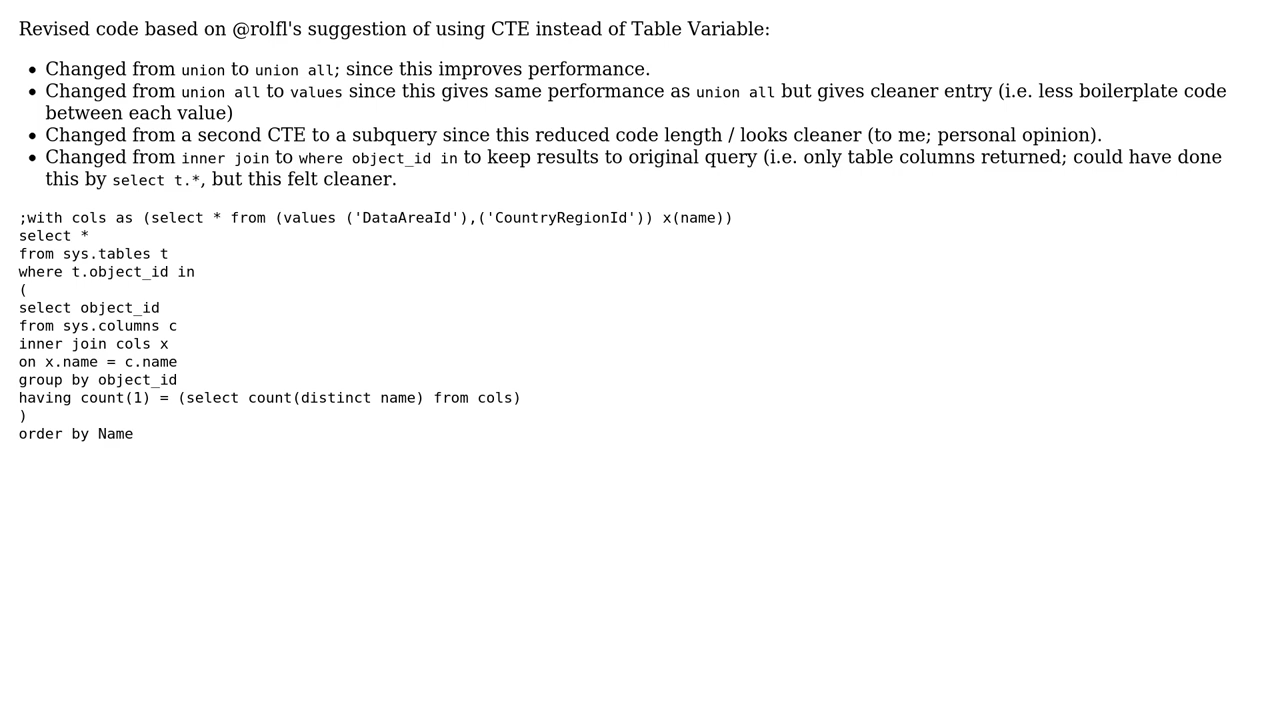 Revised code based on @rolfl's suggestion of using CTE instead of Table Variable:
• Changed from union to union all; since this improves performance.
• Changed from union all to values since this gives same performance as union all but gives cleaner entry (i.e. less boilerplate code
between each value)
• Changed from a second CTE to a subquery since this reduced code length / looks cleaner (to me; personal opinion).
• Changed from inner join to where object_id in to keep results to original query (i.e. only table columns returned; could have done
this by select t.*, but this felt cleaner.
;with cols as (select * from (values ('DataAreaId'),('CountryRegionId')) x(name))
select *
from sys.tables t
where t.object_id in
(
select object_id
from sys.columns c
inner join cols x
on x.name = c.name
group by object_id
having count(1) = (select count(distinct name) from cols)
)
order by Name